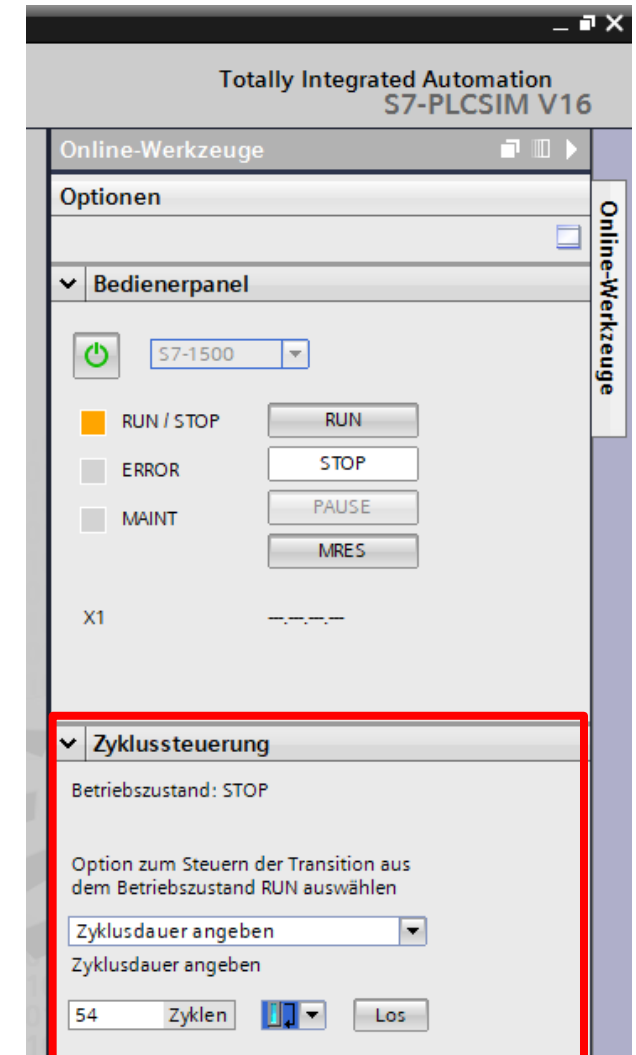 Totally Integrated Automation
S7-PLCSIM V16
Online-Werkzeuge
Optionen
Online-Werkzeuge
Bedienerpanel
S7-1500
RUN / STOP
RUN
ERROR
STOP
MAINT
PAUSE
MRES
X1
---.---.---.---
Zyklussteuerung
Betriebszustand: STOP
Option zum Steuern der Transition aus
dem Betriebszustand RUN auswählen
Zyklusdauer angeben
Zyklusdauer angeben
54 Zyklen
Los